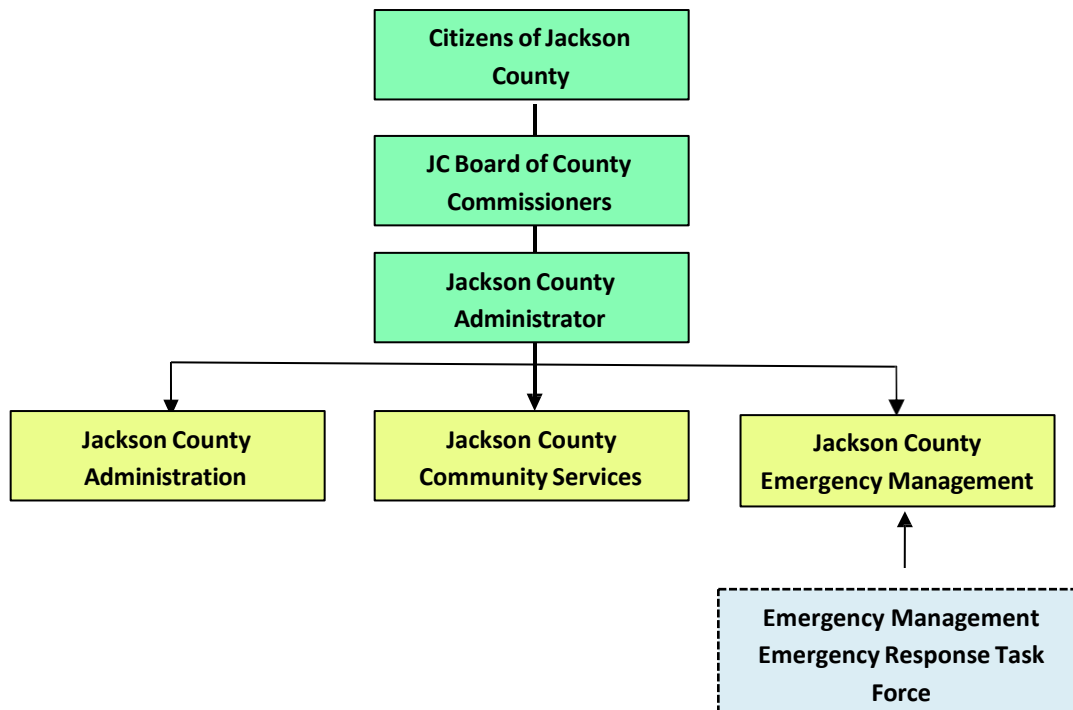 Citizens of Jackson
County
JC Board of County
Commissioners
Jackson County
Administrator
Jackson County
Administration
Jackson County
Community Services
Jackson County
Emergency Management
Emergency Management
Emergency Response Task
Force